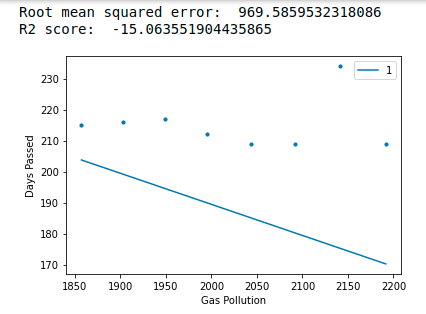 Root mean squared error:  969.5859532318086
R2 score:  -15.063551904435865
1
230
220
210
200
190
180
170
Days Passed
1850 1900 1950 2000 2050 2100 2150 2200
Gas Pollution